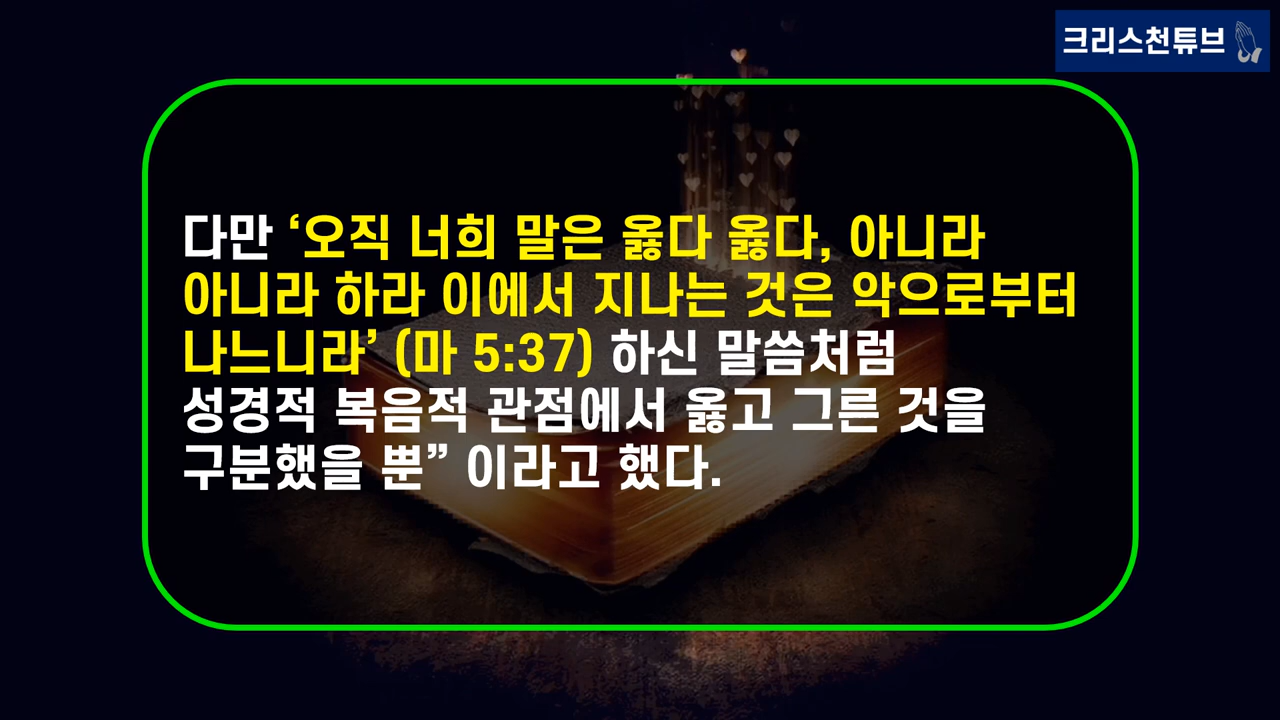 크리스천튜브
다만 ‘오직 너희 말은 옳다 옳다, 아니라
아니라 하라 이에서 지나는 것은 악으로부터
나느니라’ (마 5:37) 하신 말씀처럼
성경적 복음적 관점에서 옳고 그른 것을
구분했을 뿐” 이라고 했다.